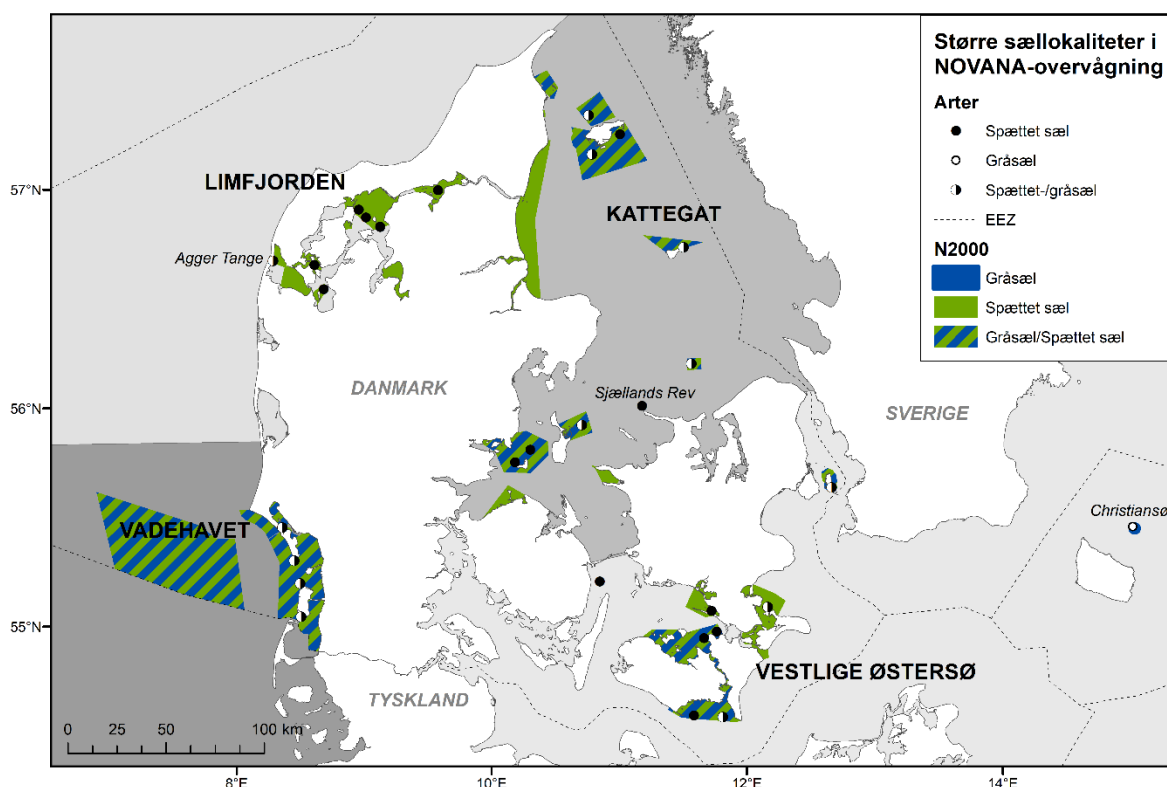 Større sællokaliteter i
NOVANA-overvågning
Arter
Spættet sæl
Gråsæl
Spættet-/gråsæl
EEZ
N2000
Gråsæl
Spættet sæl
Gråsæl/Spættet sæl
57°N
LIMFJORDEN
KATTEGAT
Agger Tange
DANMARK
Sjællands Rev
SVERIGE
56°N
VADEHAVET
Christiansø
55°N
VESTLIGE ØSTERSØ
TYSKLAND
0 25 50 100 km
8°E 10°E 12°E 14°E